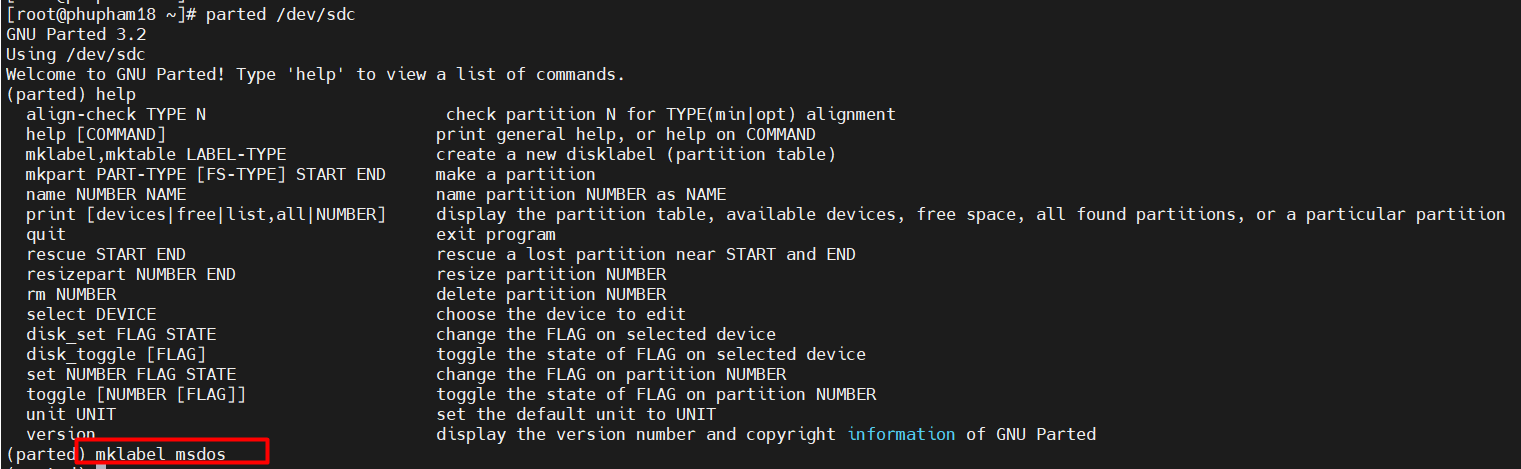 [root@phupham18 ~]# parted /dev/sdc
GNU Parted 3.2
Using /dev/sdc
Welcome to GNU Parted! Type 'help' to view a list of commands.
(parted) help
align-check TYPE N check partition N for TYPE(min|opt) alignment
help [COMMAND] print general help, or help on COMMAND
mklabel,mktable LABEL-TYPE create a new disklabel (partition table)
mkpart PART-TYPE [FS-TYPE] START END make a partition
name NUMBER NAME name partition NUMBER as NAME
print [devices|free|list,all|NUMBER] display the partition table, available devices, free space, all found partitions, or a particular partition
quit exit program
rescue START END rescue a lost partition near START and END
resizepart NUMBER END resize partition NUMBER
rm NUMBER delete partition NUMBER
select DEVICE choose the device to edit
disk_set FLAG STATE change the FLAG on selected device
disk_toggle [FLAG] toggle the state of FLAG on selected device
set NUMBER FLAG STATE change the FLAG on partition NUMBER
toggle [NUMBER [FLAG]] toggle the state of FLAG on partition NUMBER
unit UNIT set the default unit to UNIT
version display the version number and copyright information of GNU Parted
(parted) mklabel msdos